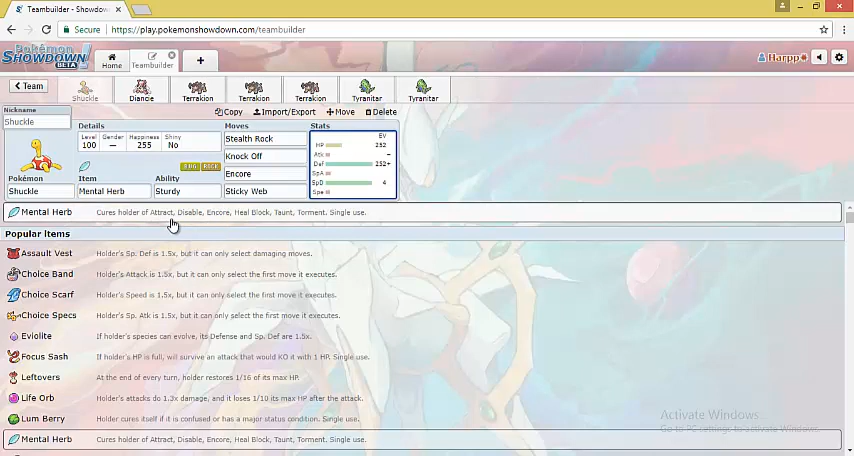 Teambuilder - Showdown!
Secure https://play.pokemonshowdown.com/teambuilder
Pokémon Showdown! BETA
Home
Teambuilder
+
Harpp
< Team
Shuckle
Diancie
Terrakion
Terrakion
Terrakion
Tyranitar
Tyranitar
Copy Import/Export Move Delete
Nickname
Shuckle
Details
Level Gender Happiness Shiny
100 — 255 No
BUG ROCK
Pokémon
Shuckle
Item
Mental Herb
Ability
Sturdy
Moves
Stealth Rock
Knock Off
Encore
Sticky Web
Stats
EV
HP 252
Atk –
Def 252+
SpA
SpD 4
Spe
Mental Herb Cures holder of Attract, Disable, Encore, Heal Block, Taunt, Torment. Single use.
Popular items
Assault Vest Holder's Sp. Def is 1.5x, but it can only select damaging moves.
Choice Band Holder's Attack is 1.5x, but it can only select the first move it executes.
Choice Scarf Holder's Speed is 1.5x, but it can only select the first move it executes.
Choice Specs Holder's Sp. Atk is 1.5x, but it can only select the first move it executes.
Eviolite If holder's species can evolve, its Defense and Sp. Def are 1.5x.
Focus Sash If holder's HP is full, will survive an attack that would KO it with 1 HP. Single use.
Leftovers At the end of every turn, holder restores 1/16 of its max HP.
Life Orb Holder's attacks do 1.3x damage, and it loses 1/10 its max HP after the attack.
Lum Berry Holder cures itself if it is confused or has a major status condition. Single use.
Mental Herb Cures holder of Attract, Disable, Encore, Heal Block, Taunt, Torment. Single use.
Activate Windows
Go to PC settings to activate Windows.